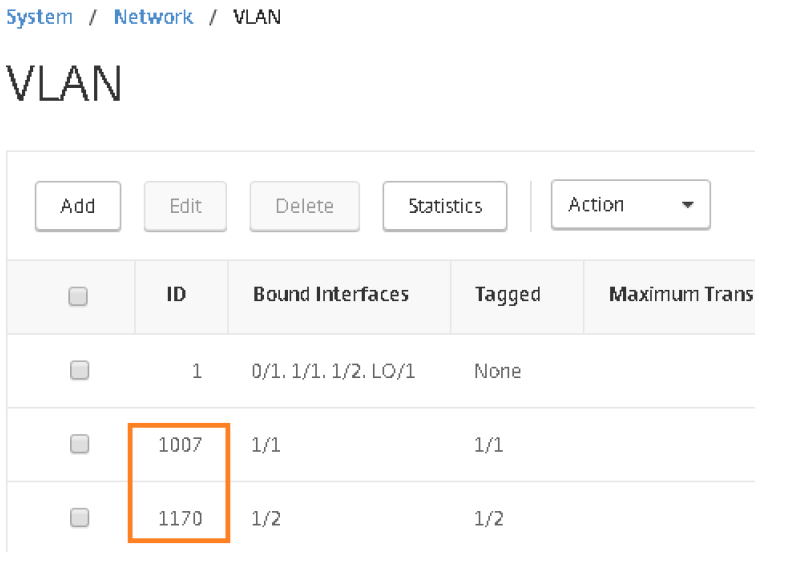 System / Network / VLAN
VLAN
Add Edit Delete Statistics Action
ID Bound Interfaces Tagged Maximum Trans
1 0/1. 1/1. 1/2. LO/1 None
1007 1/1 1/1
1170 1/2 1/2